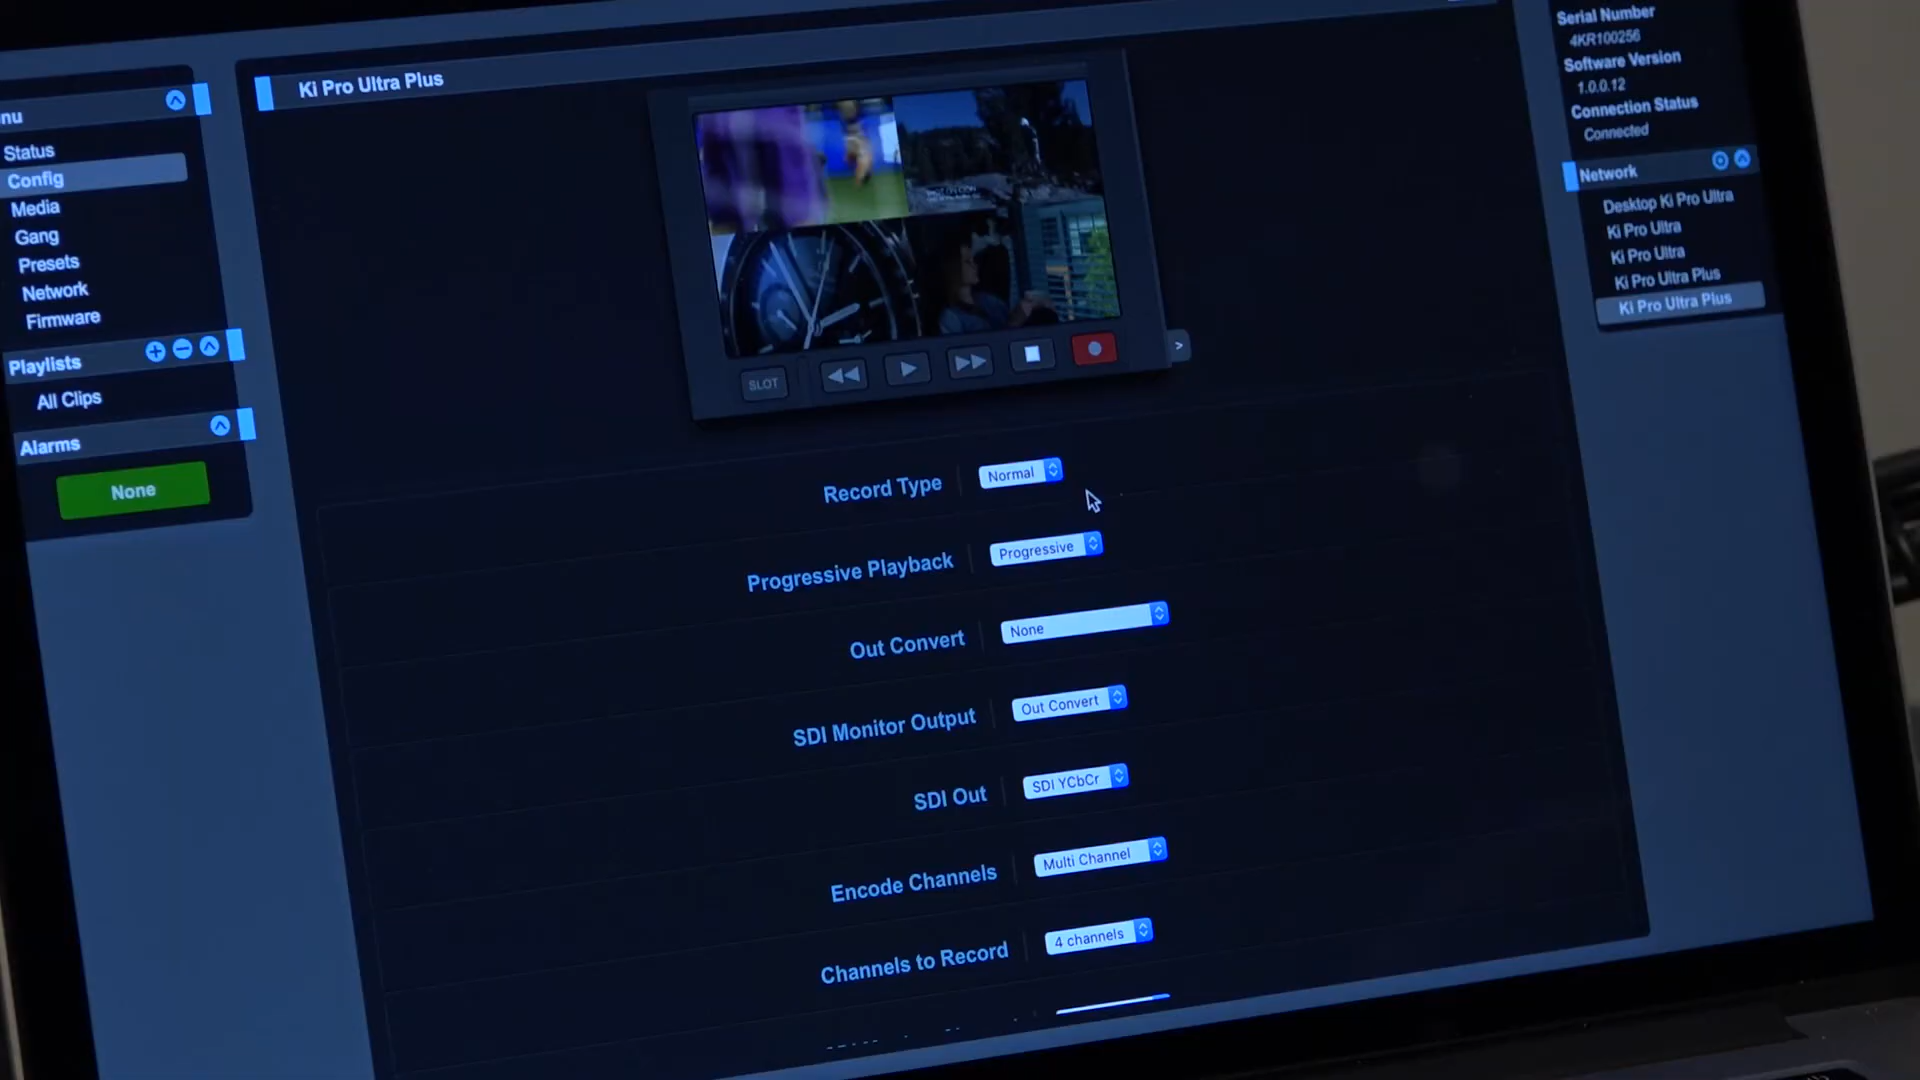 nu
Status
Config
Media
Gang
Presets
Network
Firmware
Playlists
All Clips
Alarms
None
Ki Pro Ultra Plus
SLOT
>
Record Type
Normal
Progressive Playback
Progressive
Out Convert
None
SDI Monitor Output
Out Convert
SDI Out
SDI YCbCr
Encode Channels
Multi Channel
Channels to Record
4 channels
Serial Number
4KR100256
Software Version
1.0.0.12
Connection Status
Connected
Network
Desktop Ki Pro Ultra
Ki Pro Ultra
Ki Pro Ultra
Ki Pro Ultra Plus
Ki Pro Ultra Plus